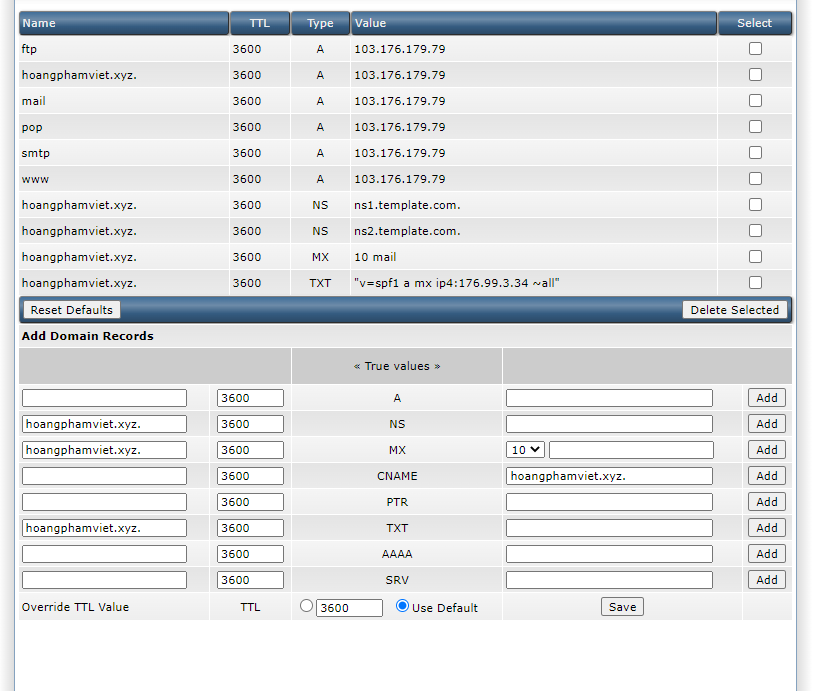 Name TTL Type Value Select
ftp 3600 A 103.176.179.79
hoangphamviet.xyz. 3600 A 103.176.179.79
mail 3600 A 103.176.179.79
pop 3600 A 103.176.179.79
smtp 3600 A 103.176.179.79
www 3600 A 103.176.179.79
hoangphamviet.xyz. 3600 NS ns1.template.com.
hoangphamviet.xyz. 3600 NS ns2.template.com.
hoangphamviet.xyz. 3600 MX 10 mail
hoangphamviet.xyz. 3600 TXT "v=spf1 a mx ip4:176.99.3.34 ~all"
Reset Defaults Delete Selected
Add Domain Records
« True values »
3600 A Add
hoangphamviet.xyz. 3600 NS Add
hoangphamviet.xyz. 3600 MX 10 Add
3600 CNAME hoangphamviet.xyz. Add
3600 PTR Add
hoangphamviet.xyz. 3600 TXT Add
3600 AAAA Add
3600 SRV Add
Override TTL Value TTL 3600 Use Default Save